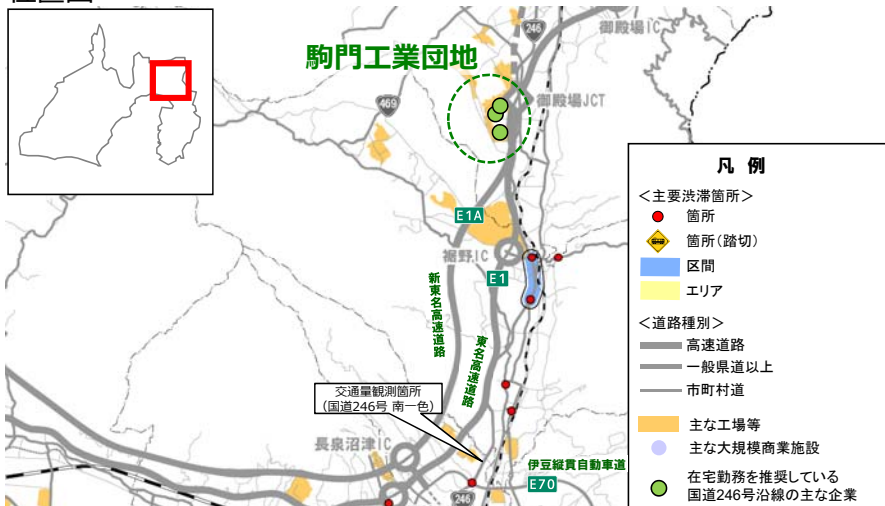 駒門工業団地
246
御殿場IC
469
御殿場JCT
E1A
裾野IC
E1
新東名高速道路
東名高速道路
交通量観測箇所
(国道246号 南一色)
長泉沼津IC
伊豆縦貫自動車道
E70
246
凡 例
<主要渋滞箇所>
箇所
箇所(踏切)
区間
エリア
<道路種別>
高速道路
一般県道以上
市町村道
主な工場等
主な大規模商業施設
在宅勤務を推奨している
国道246号沿線の主な企業